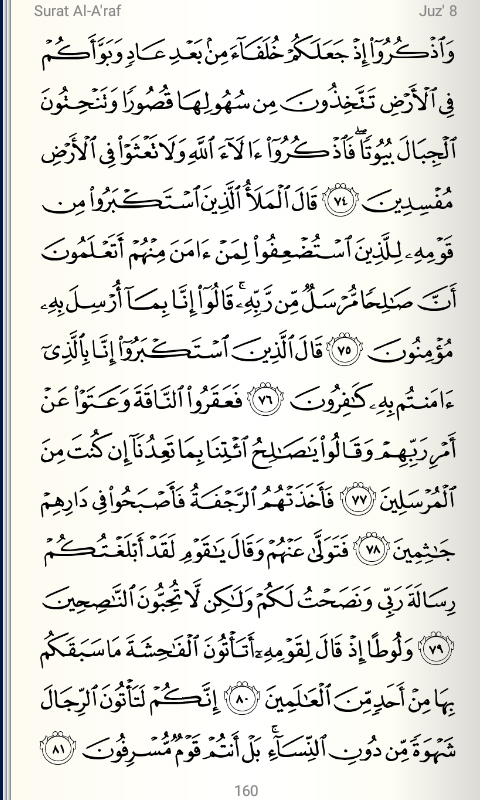 Surat Al-A'raf
Juz' 8
وَٱذۡكُرُوٓاْ إِذۡ جَعَلَكُمۡ خُلَفَآءَ مِنۢ بَعۡدِ عَادٖ وَبَوَّأَكُمۡ
فِي ٱلۡأَرۡضِ تَتَّخِذُونَ مِن سُهُولِهَا قُصُورٗا وَتَنۡحِتُونَ
ٱلۡجِبَالَ بُيُوتٗاۖ فَٱذۡكُرُوٓاْ ءَالَآءَ ٱللَّهِ وَلَا تَعۡثَوۡاْ فِي ٱلۡأَرۡضِ
مُفۡسِدِينَ ٧٤ قَالَ ٱلۡمَلَأُ ٱلَّذِينَ ٱسۡتَكۡبَرُواْ مِن
قَوۡمِهِۦ لِلَّذِينَ ٱسۡتُضۡعِفُواْ لِمَنۡ ءَامَنَ مِنۡهُمۡ أَتَعۡلَمُونَ
أَنَّ صَٰلِحٗا مُّرۡسَلٞ مِّن رَّبِّهِۦۚ قَالُوٓاْ إِنَّا بِمَآ أُرۡسِلَ بِهِۦ
مُؤۡمِنُونَ ٧٥ قَالَ ٱلَّذِينَ ٱسۡتَكۡبَرُوٓاْ إِنَّا بِٱلَّذِيٓ
ءَامَنتُم بِهِۦ كَٰفِرُونَ ٧٦ فَعَقَرُواْ ٱلنَّاقَةَ وَعَتَوۡاْ عَنۡ
أَمۡرِ رَبِّهِمۡ وَقَالُواْ يَٰصَٰلِحُ ٱئۡتِنَا بِمَا تَعِدُنَآ إِن كُنتَ مِنَ
ٱلۡمُرۡسَلِينَ ٧٧ فَأَخَذَتۡهُمُ ٱلرَّجۡفَةُ فَأَصۡبَحُواْ فِي دَارِهِمۡ
جَٰثِمِينَ ٧٨ فَتَوَلَّىٰ عَنۡهُمۡ وَقَالَ يَٰقَوۡمِ لَقَدۡ أَبۡلَغۡتُكُمۡ
رِسَالَةَ رَبِّي وَنَصَحۡتُ لَكُمۡ وَلَٰكِن لَّا تُحِبُّونَ ٱلنَّٰصِحِينَ
٧٩ وَلُوطًا إِذۡ قَالَ لِقَوۡمِهِۦٓ أَتَأۡتُونَ ٱلۡفَٰحِشَةَ مَا سَبَقَكُم
بِهَا مِنۡ أَحَدٖ مِّنَ ٱلۡعَٰلَمِينَ ٨٠ إِنَّكُمۡ لَتَأۡتُونَ ٱلرِّجَالَ
شَهۡوَةٗ مِّن دُونِ ٱلنِّسَآءِۚ بَلۡ أَنتُمۡ قَوۡمٞ مُّسۡرِفُونَ ٨١
160